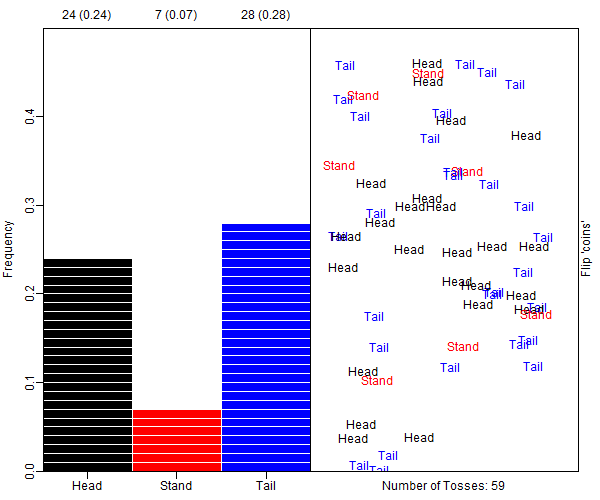 24 (0.24) 7 (0.07) 28 (0.28)
Frequency
0.0 0.1 0.2 0.3 0.4
Head Stand Tail
Flip 'coins'
Number of Tosses: 59
Tail Head Tail
Stand Tail
Head Tail
Stand
Tail
Tail Tail
Head
Tail Head
Stand
Tail Stand
Tail
Head Tail
Head
Tail Head Head Tail
Head
Tail Head Tail
Head Head Head
Head
Head Tail
Head
Head
Tail Tail Head
Head Tail
Head
Tail Stand
Tail Stand Tail Tail
Head Tail Tail
Stand
Head
Head Head
Tail
Tail Tail